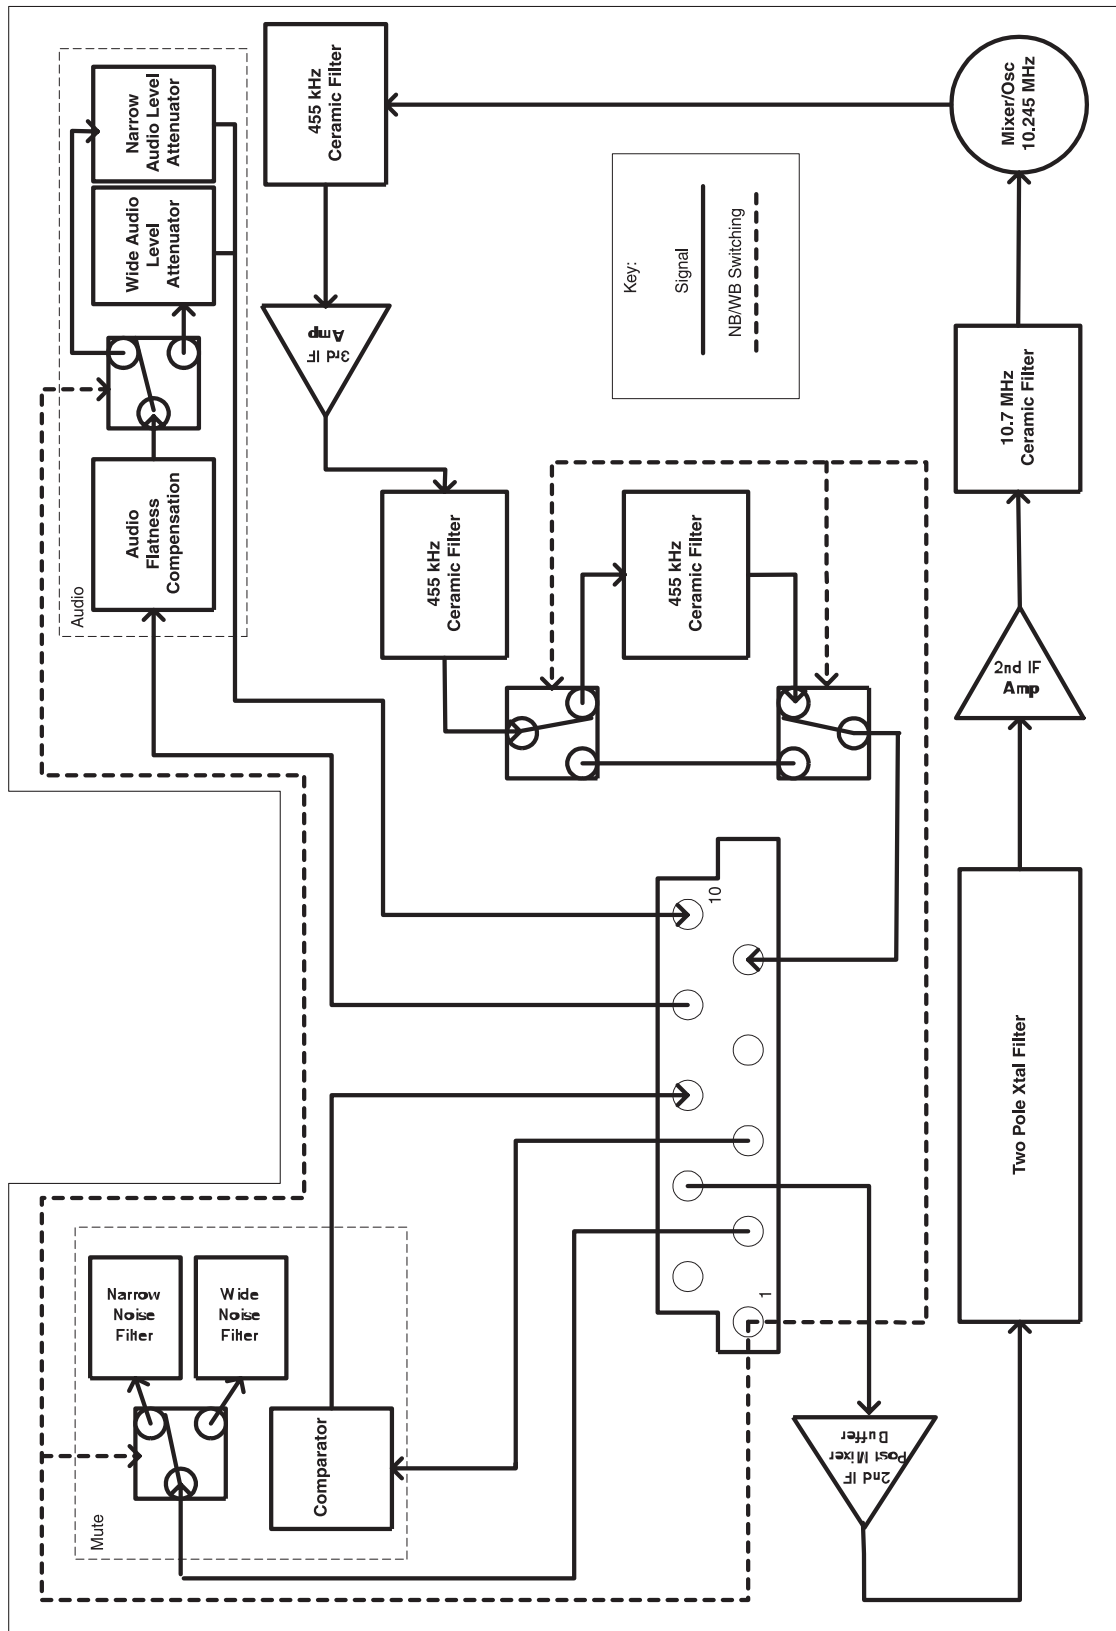 Narrow
Audio Level
Attenuator
Wide Audio
Level
Attenuator
Audio
Flatness
Compensation
Audio
455 kHz
Ceramic Filter
3rd IF
Amp
455 kHz
Ceramic Filter
455 kHz
Ceramic Filter
Key:
Signal
NB/WB Switching
Mixer/Osc
10.245 MHz
10.7 MHz
Ceramic Filter
2nd IF
Amp
Two Pole Xtal Filter
10
1
Narrow
Noise
Filter
Wide
Noise
Filter
Comparator
Mute
2nd IF
Post Mixer
Buffer